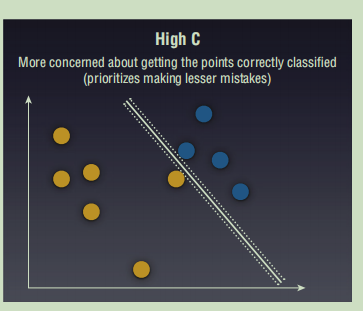 High C
More concerned about getting the points correctly classified
(prioritizes making lesser mistakes)